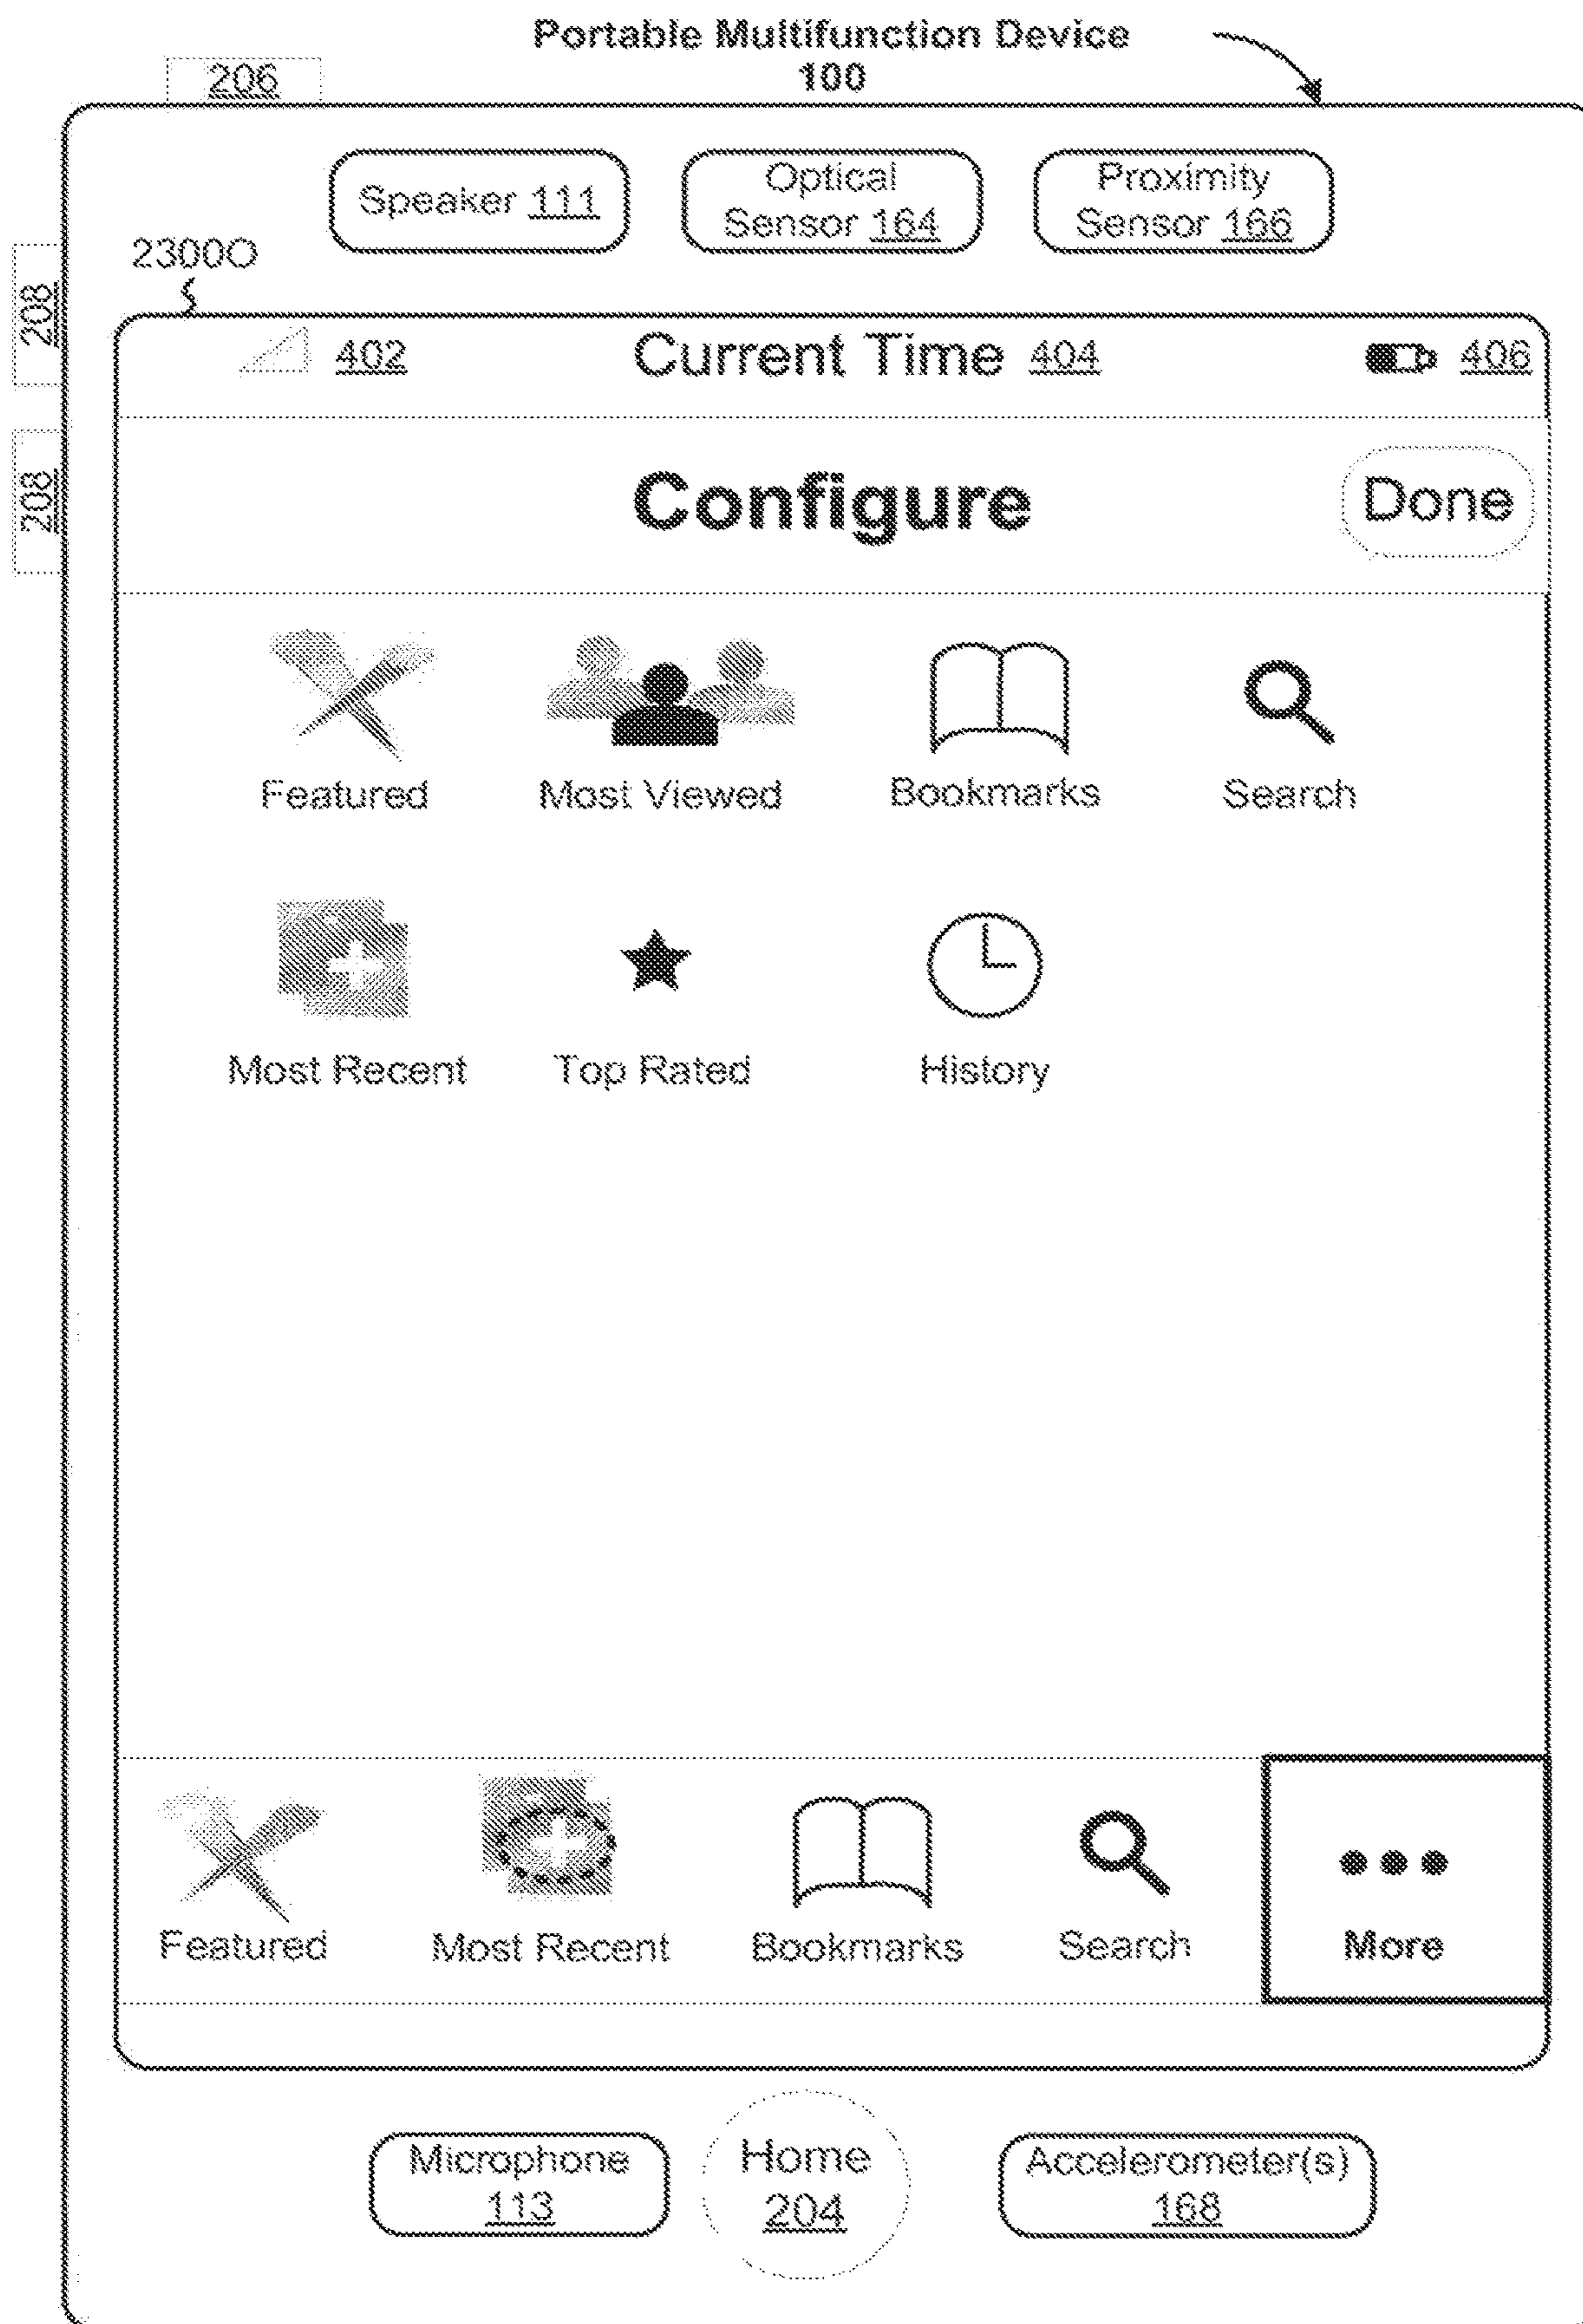 Portable Multifunction Device
100
206
Speaker 111
Optical
Sensor 164
Proximity
Sensor 166
2300O
208
402
Current Time 404
406
208
Configure
Done
Featured
Most Viewed
Bookmarks
Search
Most Recent
Top Rated
History
Featured
Most Recent
Bookmarks
Search
More
Microphone
113
Home
204
Accelerometer(s)
168